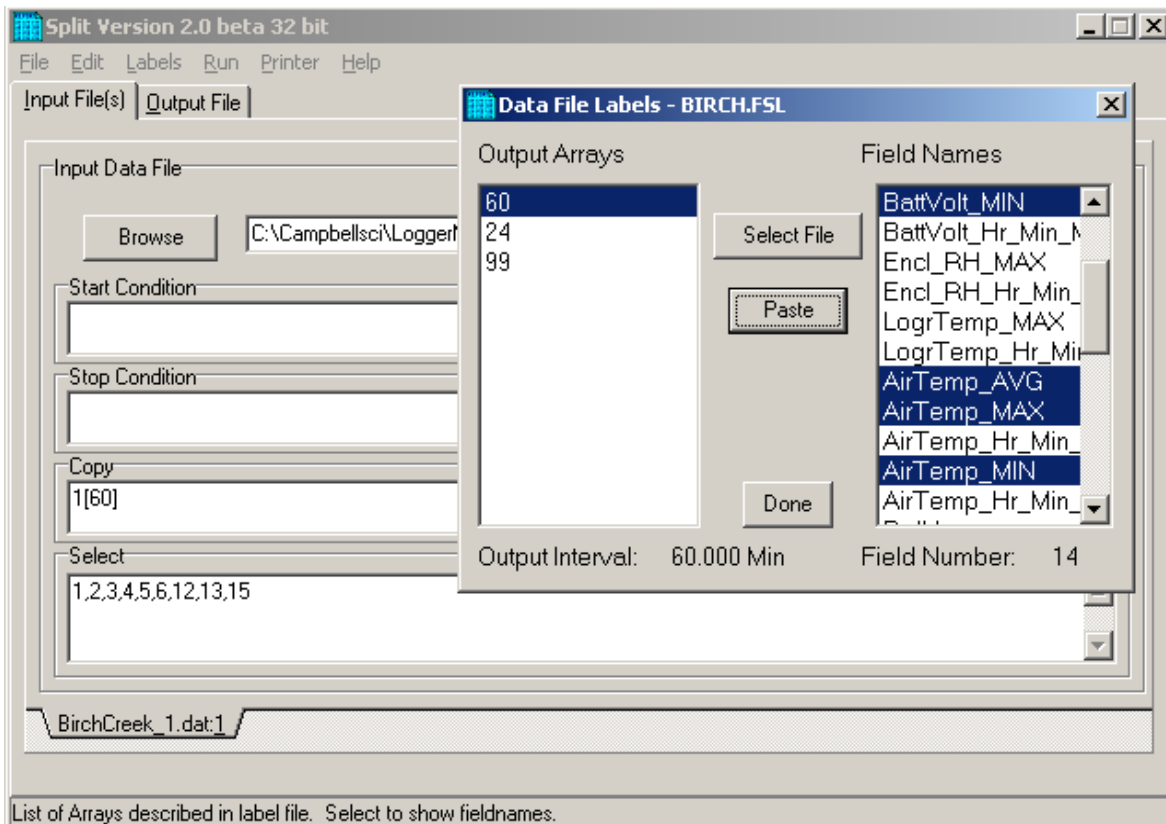 Split Version 2.0 beta 32 bit
File Edit Labels Run Printer Help
Input File(s) Output File
Input Data File
Browse C:\Campbellsci\Logger
Start Condition
Stop Condition
Copy
1[60]
Select
1,2,3,4,5,6,12,13,15
BirchCreek_1.dat:1
List of Arrays described in label file. Select to show fieldnames.
Data File Labels - BIRCH.FSL
Output Arrays
60
24
99
Select File
Paste
Done
Field Names
BattVolt_MIN
BattVolt_Hr_Min_M
Encl_RH_MAX
Encl_RH_Hr_Min_
LogrTemp_MAX
LogrTemp_Hr_Min
AirTemp_AVG
AirTemp_MAX
AirTemp_Hr_Min_
AirTemp_MIN
AirTemp_Hr_Min_
Output Interval: 60.000 Min
Field Number: 14